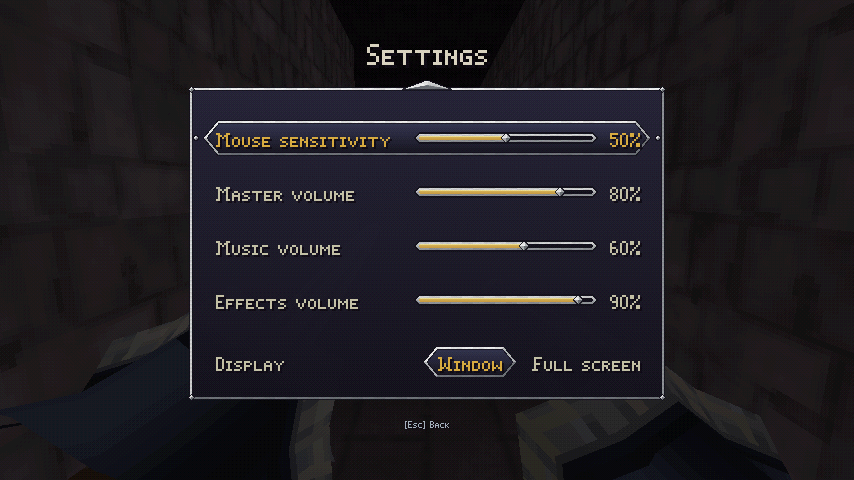 Settings
Mouse sensitivity 50%
Master volume 80%
Music volume 60%
Effects volume 90%
Display Window Full screen
[Esc] Back